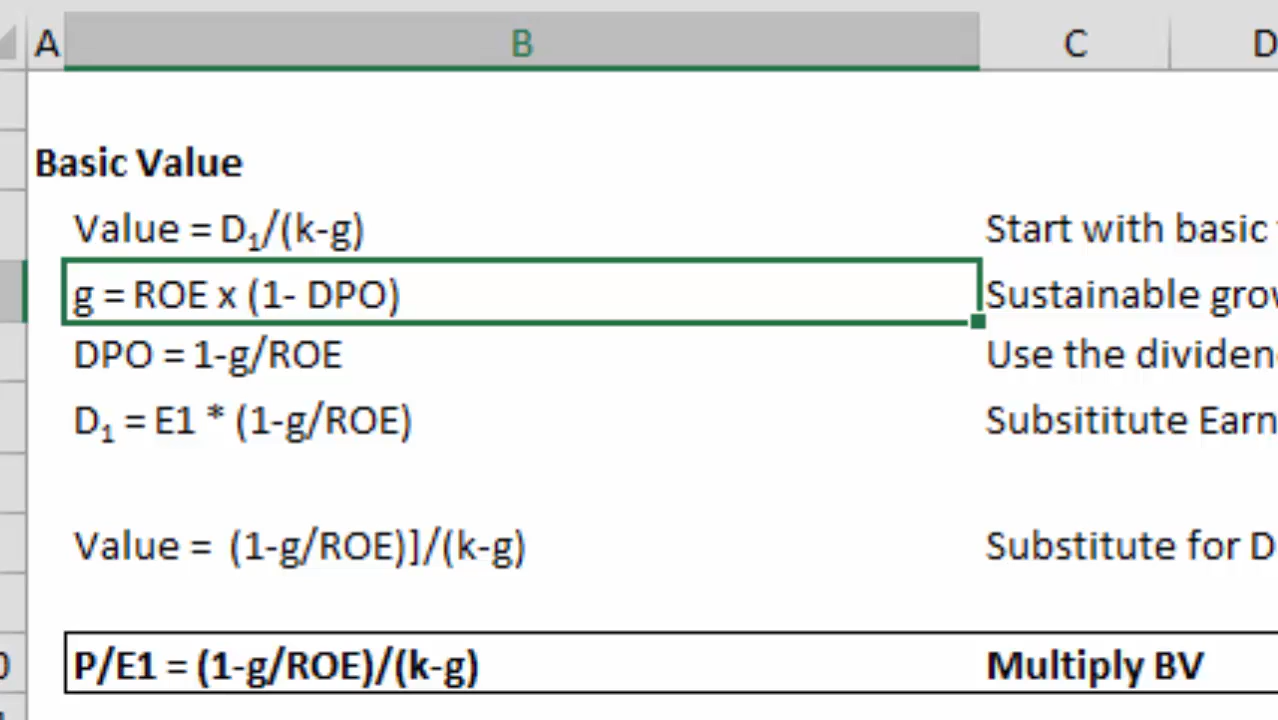 A B C D
Basic Value
Value = D₁/(k-g) Start with basic
g = ROE x (1- DPO) Sustainable grow
DPO = 1-g/ROE Use the dividen
D₁ = E1 * (1-g/ROE) Subsititute Earn
Value = (1-g/ROE)]/(k-g) Substitute for D
P/E1 = (1-g/ROE)/(k-g) Multiply BV